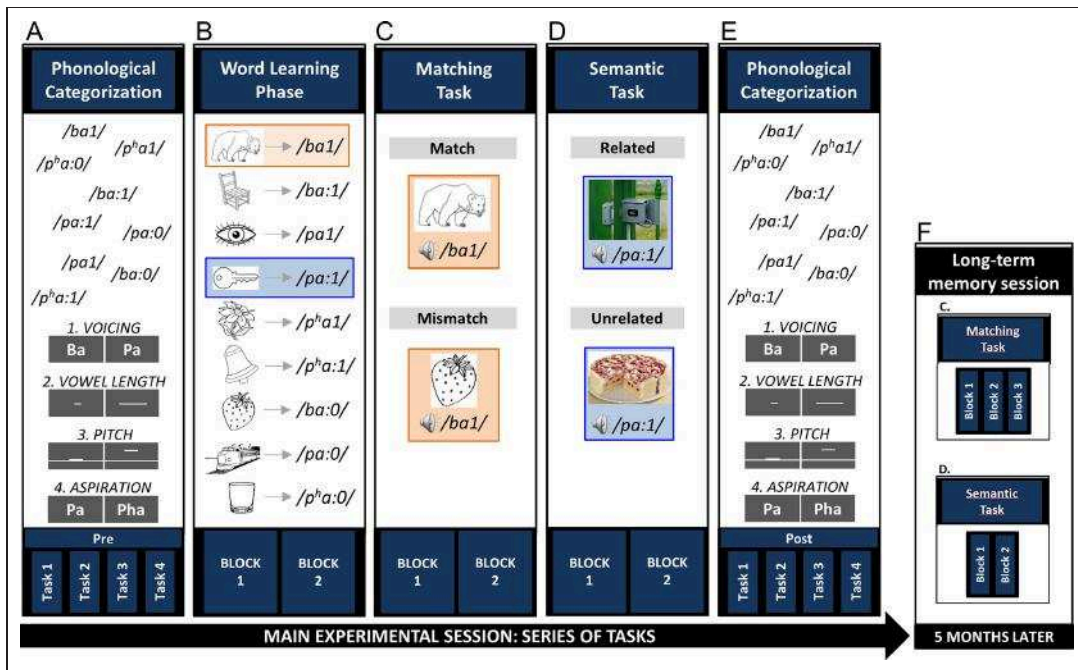 A
Phonological
Categorization
/ba1/
/pʰa1/
/pʰa:0/
/ba:1/
/pa:1/
/pa:0/
/pa1/
/ba:0/
/pʰa:1/
1. VOICING
Ba Pa
2. VOWEL LENGTH
3. PITCH
4. ASPIRATION
Pa Pha
Pre
Task 1
Task 2
Task 3
Task 4
B
Word Learning
Phase
/ba1/
/ba:1/
/pa1/
/pa:1/
/pʰa1/
/pʰa:1/
/ba:0/
/pa:0/
/pʰa:0/
BLOCK
1
BLOCK
2
C
Matching
Task
Match
/ba1/
Mismatch
/ba1/
BLOCK
1
BLOCK
2
D
Semantic
Task
Related
/pa:1/
Unrelated
/pa:1/
BLOCK
1
BLOCK
2
E
Phonological
Categorization
/ba1/
/pʰa1/
/pʰa:0/
/ba:1/
/pa:1/
/pa:0/
/pa1/
/ba:0/
/pʰa:1/
1. VOICING
Ba Pa
2. VOWEL LENGTH
3. PITCH
4. ASPIRATION
Pa Pha
Post
Task 1
Task 2
Task 3
Task 4
MAIN EXPERIMENTAL SESSION: SERIES OF TASKS
F
Long-term
memory session
C.
Matching
Task
Block 1
Block 2
Block 3
D.
Semantic
Task
Block 1
Block 2
5 MONTHS LATER